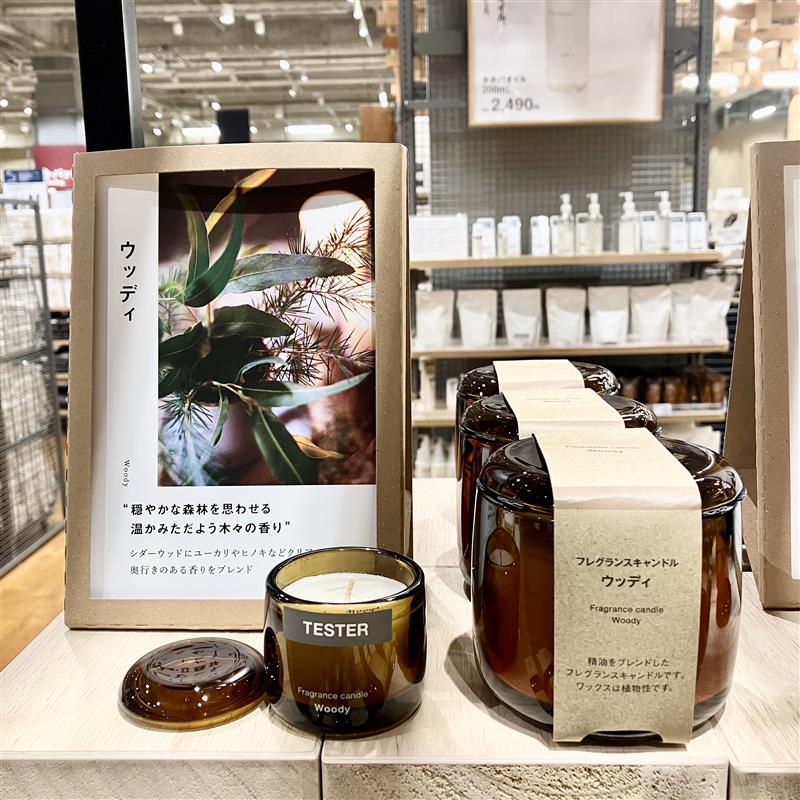 ホホバオイル
200mL
2,490円
ウッディ
Woody
“穏やかな森林を思わせる
温かみただよう木々の香り”
シダーウッドにユーカリやヒノキなどクリア
奥行きのある香りをブレンド
TESTER
Fragrance candle
Woody
Fragrance candle
Woody
フレグランスキャンドル
ウッディ
Fragrance candle
Woody
精油をブレンドした
フレグランスキャンドルです。
ワックスは植物性です。